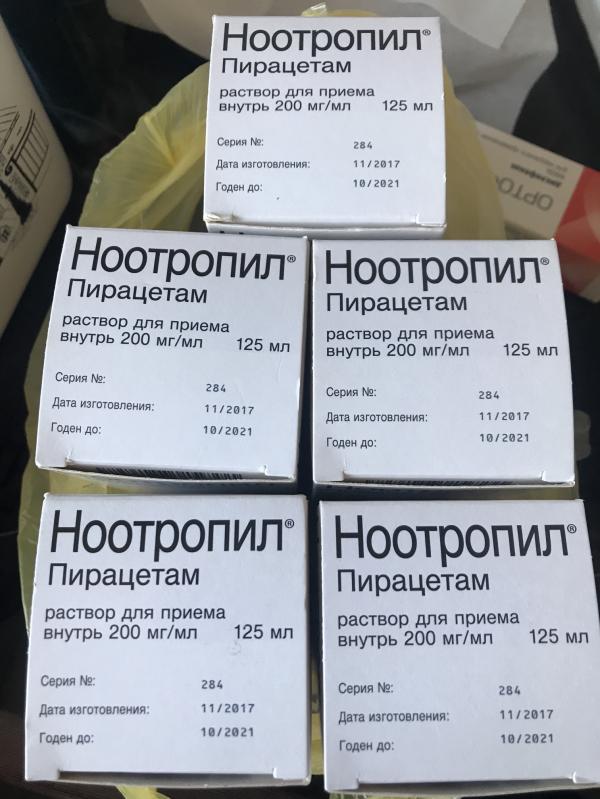 Ноотропил®
Пирацетам
раствор для приема
внутрь 200 мг/мл 125 мл
Серия №: 284
Дата изготовления: 11/2017
Годен до: 10/2021
Ноотропил®
Пирацетам
раствор для приема
внутрь 200 мг/мл 125 мл
Серия №: 284
Дата изготовления: 11/2017
Годен до: 10/2021
Ноотропил®
Пирацетам
раствор для приема
внутрь 200 мг/мл 125 мл
Серия №: 284
Дата изготовления: 11/2017
Годен до: 10/2021
Ноотропил®
Пирацетам
раствор для приема
внутрь 200 мг/мл 125 мл
Серия №: 284
Дата изготовления: 11/2017
Годен до: 10/2021
Ноотропил®
Пирацетам
раствор для приема
внутрь 200 мг/мл 125 мл
Серия №: 284
Дата изготовления: 11/2017
Годен до: 10/2021
ОРТО